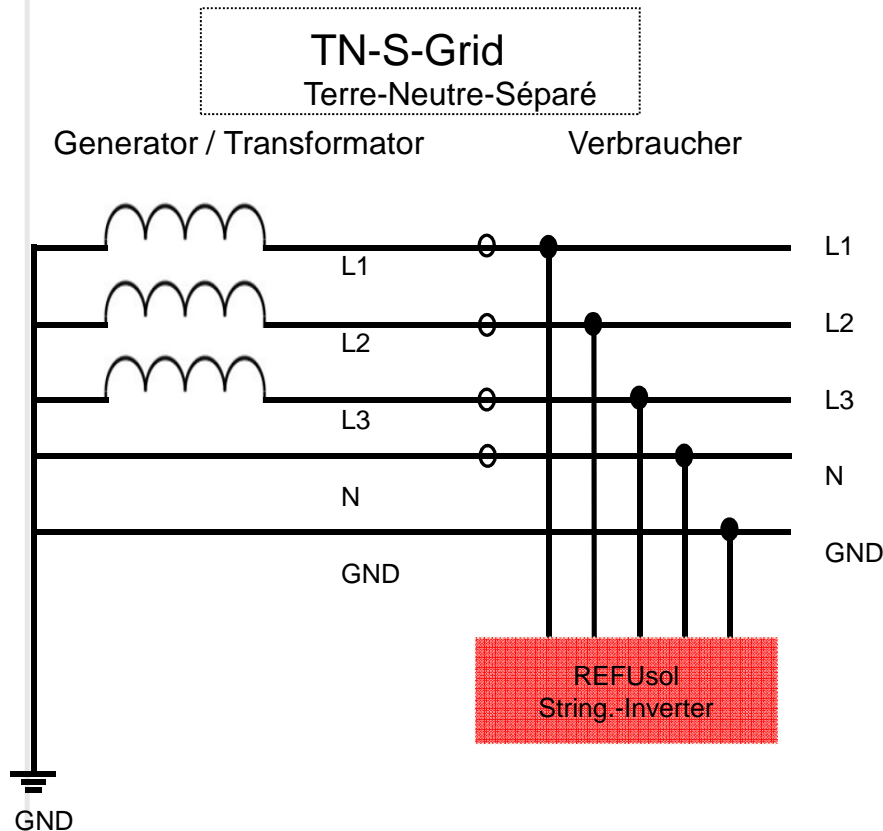 TN-S-Grid
Terre-Neutre-Séparé
Generator / Transformator
Verbraucher
L1
L1
L2
L2
L3
L3
N
N
GND
GND
REFUsol
String.-Inverter
GND